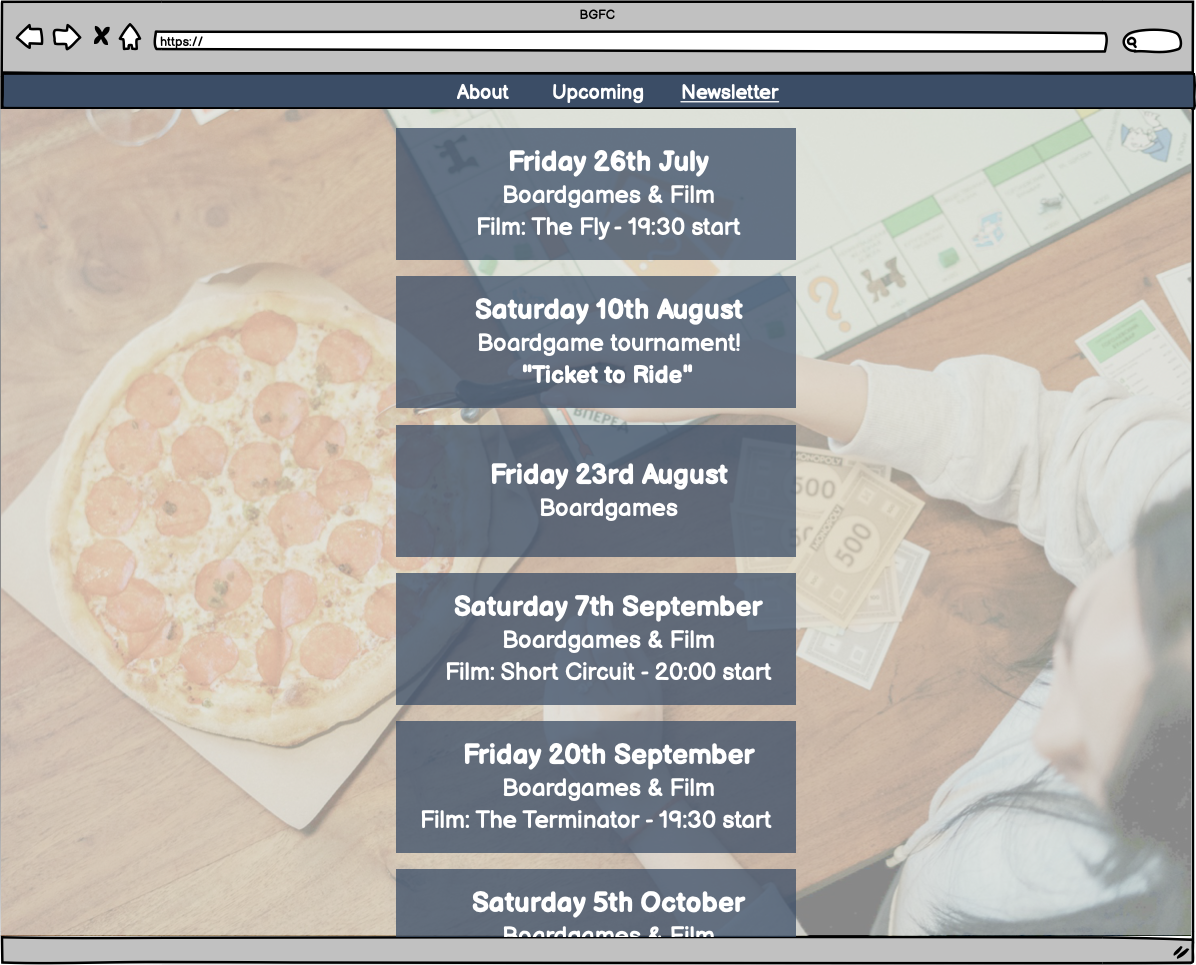 BGFC
https://
About Upcoming Newsletter
Friday 26th July
Boardgames & Film
Film: The Fly - 19:30 start
Saturday 10th August
Boardgame tournament!
"Ticket to Ride"
ВПЕРЕД
Friday 23rd August
Boardgames
MONOPOLY
500
MONOPOLY
500
Saturday 7th September
Boardgames & Film
Film: Short Circuit - 20:00 start
Friday 20th September
Boardgames & Film
Film: The Terminator - 19:30 start
Saturday 5th October
Boardgames & Film